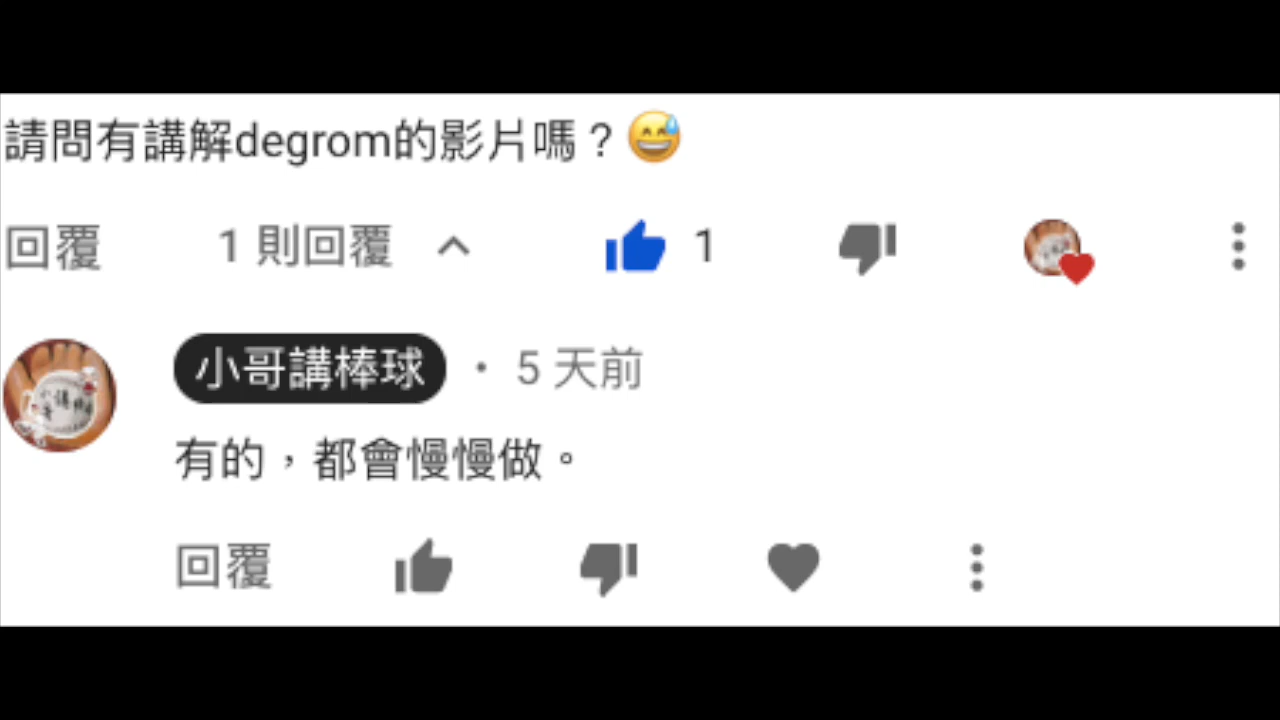 請問有講解degrom的影片嗎？😅
回覆 1 則回覆 1
小哥講棒球 · 5 天前
有的，都會慢慢做。
回覆